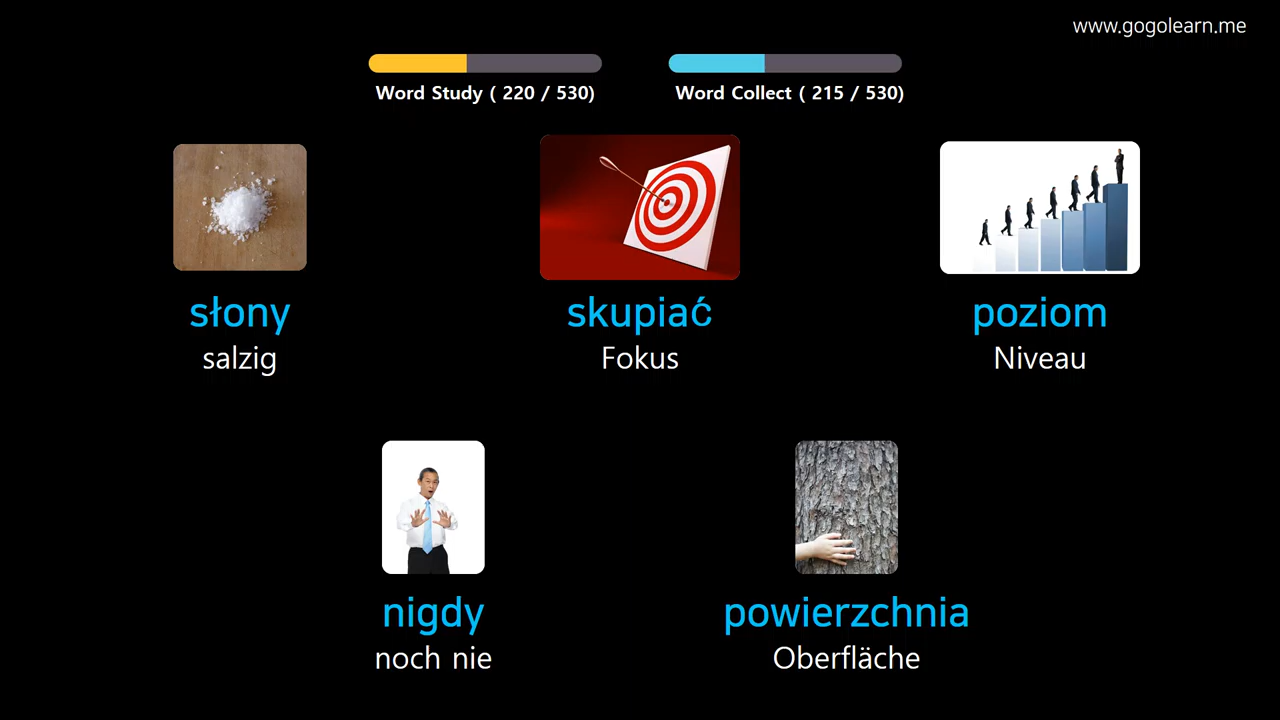 www.gogolearn.me
Word Study ( 220 / 530)
Word Collect ( 215 / 530)
słony
salzig
skupiać
Fokus
poziom
Niveau
nigdy
noch nie
powierzchnia
Oberfläche